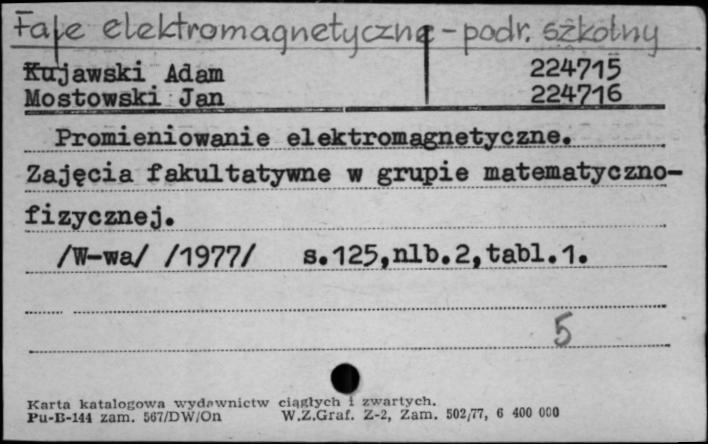 Fale elektromagnetyczne - podr. szkolny
Kujawski Adam 224715
Mostowski Jan 224716
Promieniowanie elektromagnetyczne.
Zajęcia fakultatywne w grupie matematyczno-
fizycznej.
/W-wa/ /1977/ s.125,nlb.2,tabl.1.
5
Karta katalogowa wydawnictw ciągłych i zwartych.
Pu-B-144 zam. 567/DW/On W.Z.Graf. Z-2, Zam. 502/77, 6 400 000